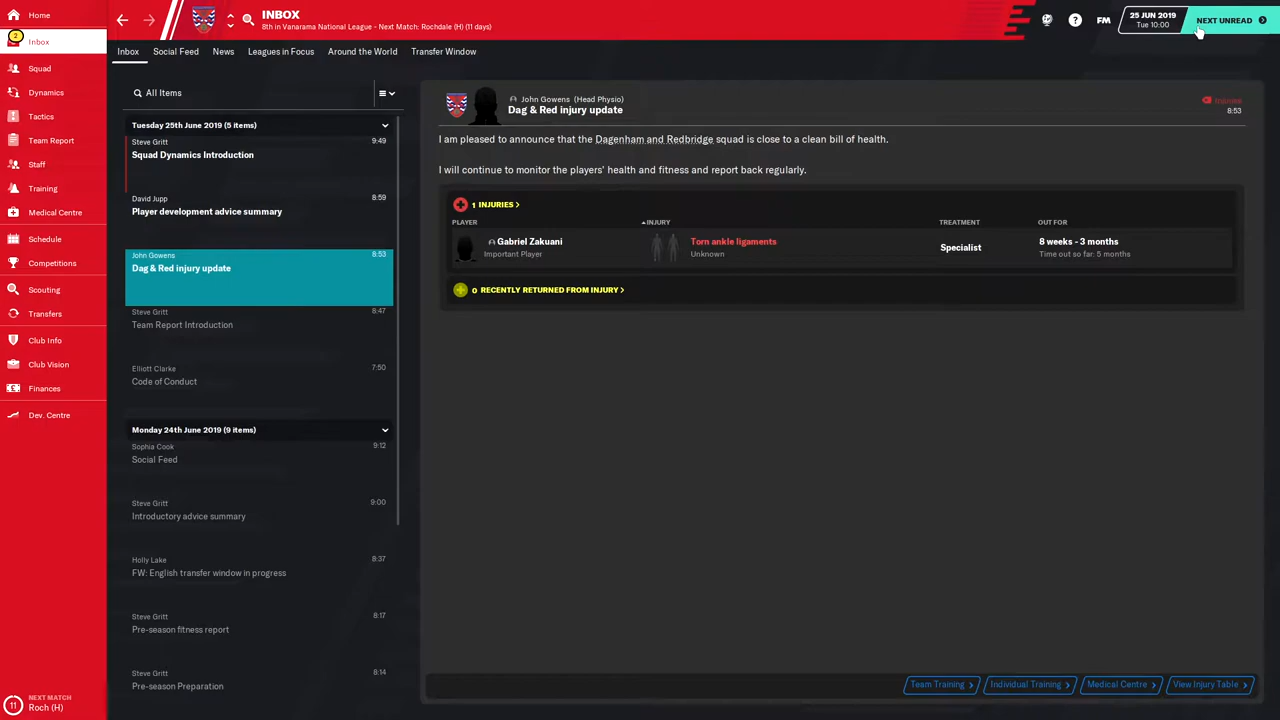 Home
INBOX
8th in Vanarama National League - Next Match: Rochdale (H) (11 days)
FM
25 JUN 2019
Tue 10:00
NEXT UNREAD
2
Inbox
Squad
Dynamics
Tactics
Team Report
Staff
Training
Medical Centre
Schedule
Competitions
Scouting
Transfers
Club Info
Club Vision
Finances
Dev. Centre
11
NEXT MATCH
Roch (H)
Inbox
Social Feed
News
Leagues in Focus
Around the World
Transfer Window
All Items
Tuesday 25th June 2019 (5 items)
Steve Gritt
9:49
Squad Dynamics Introduction
David Jupp
8:59
Player development advice summary
John Gowens
8:53
Dag & Red injury update
Steve Gritt
8:47
Team Report Introduction
Elliott Clarke
7:50
Code of Conduct
Monday 24th June 2019 (9 items)
Sophia Cook
9:12
Social Feed
Steve Gritt
9:00
Introductory advice summary
Holly Lake
8:37
FW: English transfer window in progress
Steve Gritt
8:17
Pre-season fitness report
Steve Gritt
8:14
Pre-season Preparation
John Gowens (Head Physio)
Dag & Red injury update
Injuries
8:53
I am pleased to announce that the Dagenham and Redbridge squad is close to a clean bill of health.
I will continue to monitor the players' health and fitness and report back regularly.
1 INJURIES >
PLAYER
INJURY
TREATMENT
OUT FOR
Gabriel Zakuani
Important Player
Torn ankle ligaments
Unknown
Specialist
8 weeks - 3 months
Time out so far: 5 months
0 RECENTLY RETURNED FROM INJURY >
Team Training >
Individual Training >
Medical Centre >
View Injury Table >